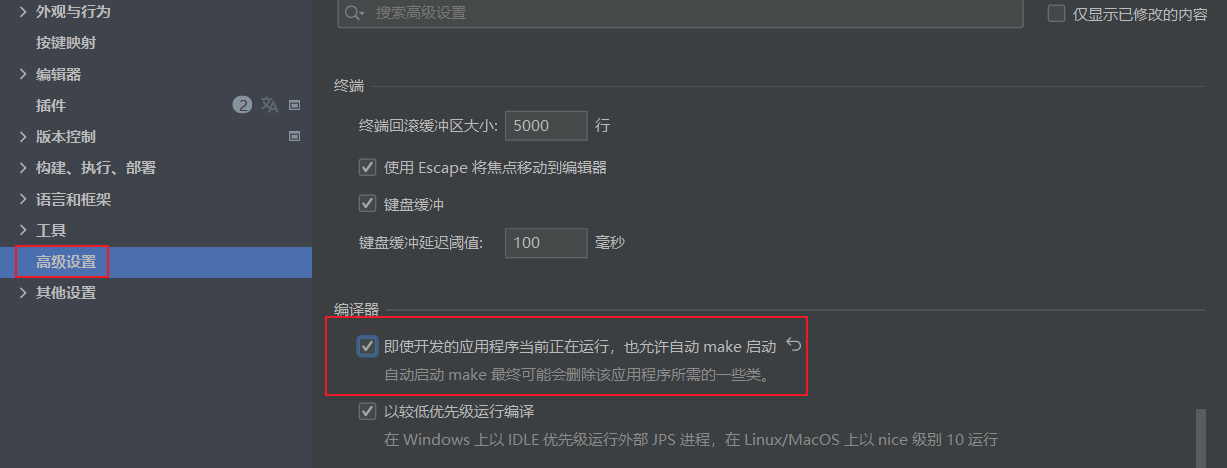 外观与行为
按键映射
编辑器
插件 2
版本控制
构建、执行、部署
语言和框架
工具
高级设置
其他设置
搜索高级设置
仅显示已修改的内容
终端
终端回滚缓冲区大小: 5000 行
使用 Escape 将焦点移动到编辑器
键盘缓冲
键盘缓冲延迟阈值: 100 毫秒
编译器
即使开发的应用程序当前正在运行，也允许自动 make 启动
自动启动 make 最终可能会删除该应用程序所需的一些类。
以较低优先级运行编译
在 Windows 上以 IDLE 优先级运行外部 JPS 进程，在 Linux/MacOS 上以 nice 级别 10 运行